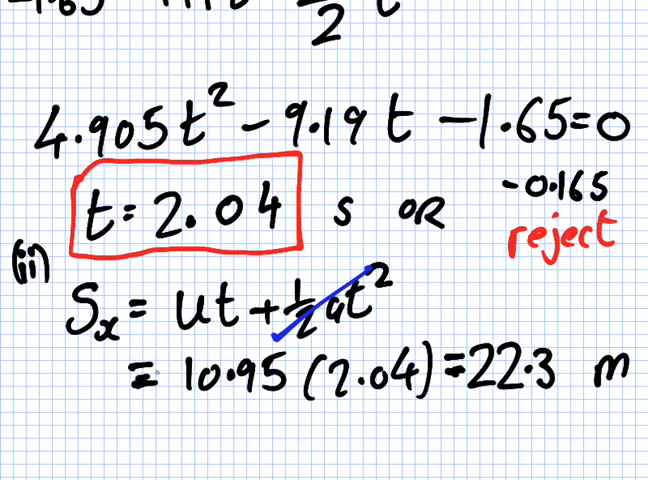 2 t
4.905t² - 9.19t - 1.65=0
t=2.04 s OR -0.165
reject
(ii)
Sx = ut + ½at²
= 10.95 (2.04) = 22.3 m